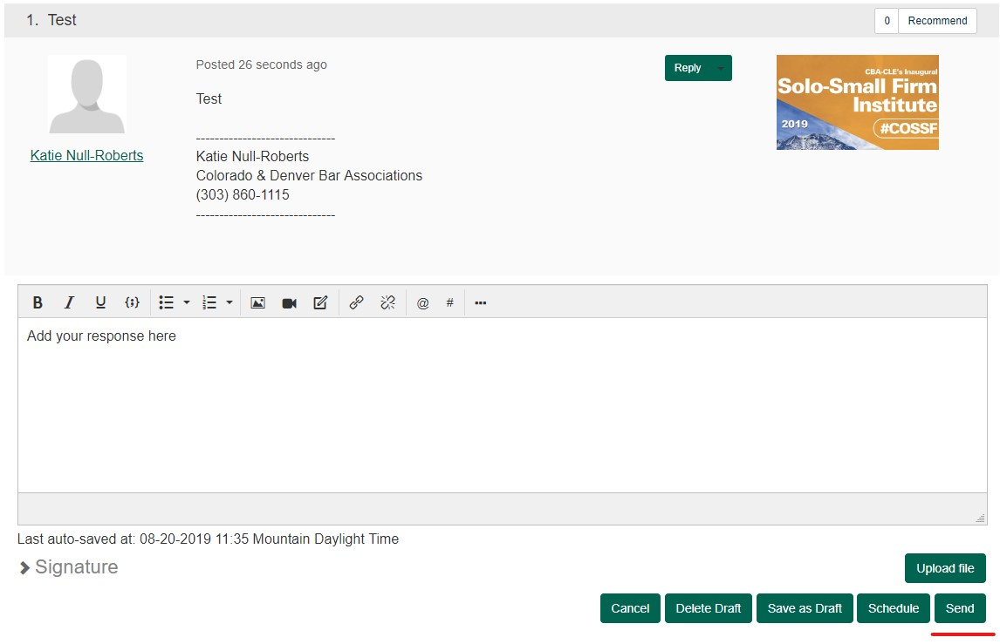 1. Test
0 Recommend
Posted 26 seconds ago
Reply
CBA-CLE's Inaugural
Solo-Small Firm
Institute
2019
#COSSF
Test
Katie Null-Roberts
------------------------------
Katie Null-Roberts
Colorado & Denver Bar Associations
(303) 860-1115
------------------------------
B I U {;} @ # •••
Add your response here
Last auto-saved at: 08-20-2019 11:35 Mountain Daylight Time
Signature
Upload file
Cancel Delete Draft Save as Draft Schedule Send